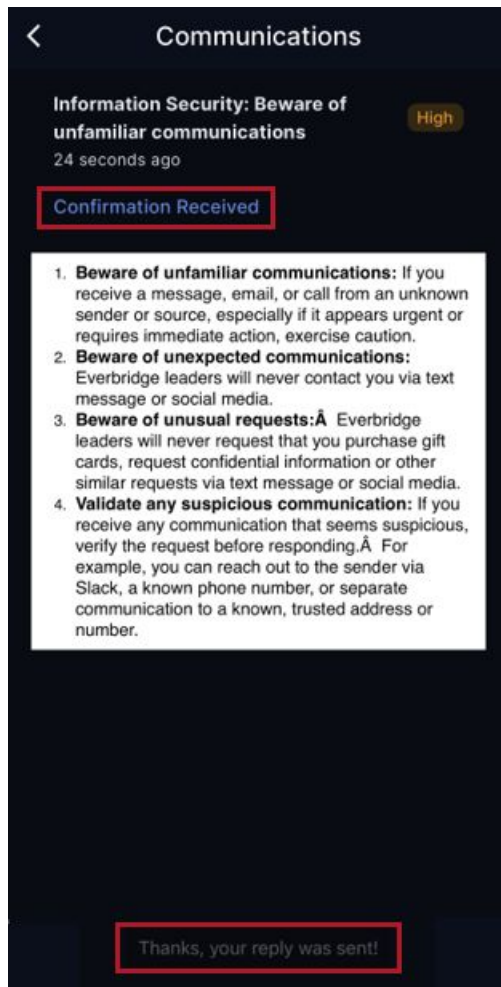 Communications
Information Security: Beware of
unfamiliar communications
High
24 seconds ago
Confirmation Received
1. Beware of unfamiliar communications: If you
receive a message, email, or call from an unknown
sender or source, especially if it appears urgent or
requires immediate action, exercise caution.
2. Beware of unexpected communications:
Everbridge leaders will never contact you via text
message or social media.
3. Beware of unusual requests:Â Everbridge
leaders will never request that you purchase gift
cards, request confidential information or other
similar requests via text message or social media.
4. Validate any suspicious communication: If you
receive any communication that seems suspicious,
verify the request before responding.Â For
example, you can reach out to the sender via
Slack, a known phone number, or separate
communication to a known, trusted address or
number.
Thanks, your reply was sent!